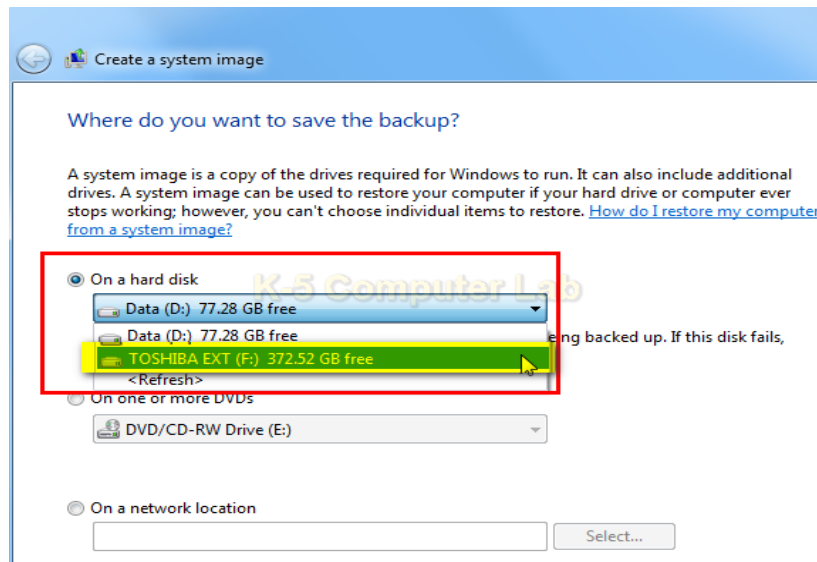 Create a system image
Where do you want to save the backup?
A system image is a copy of the drives required for Windows to run. It can also include additional
drives. A system image can be used to restore your computer if your hard drive or computer ever
stops working; however, you can't choose individual items to restore. How do I restore my computer
from a system image?
On a hard disk
K-5 Computer Lab
Data (D:) 77.28 GB free
Data (D:) 77.28 GB free
being backed up. If this disk fails,
TOSHIBA EXT (F:) 372.52 GB free
<Refresh>
On one or more DVDs
DVD/CD-RW Drive (E:)
On a network location
Select...